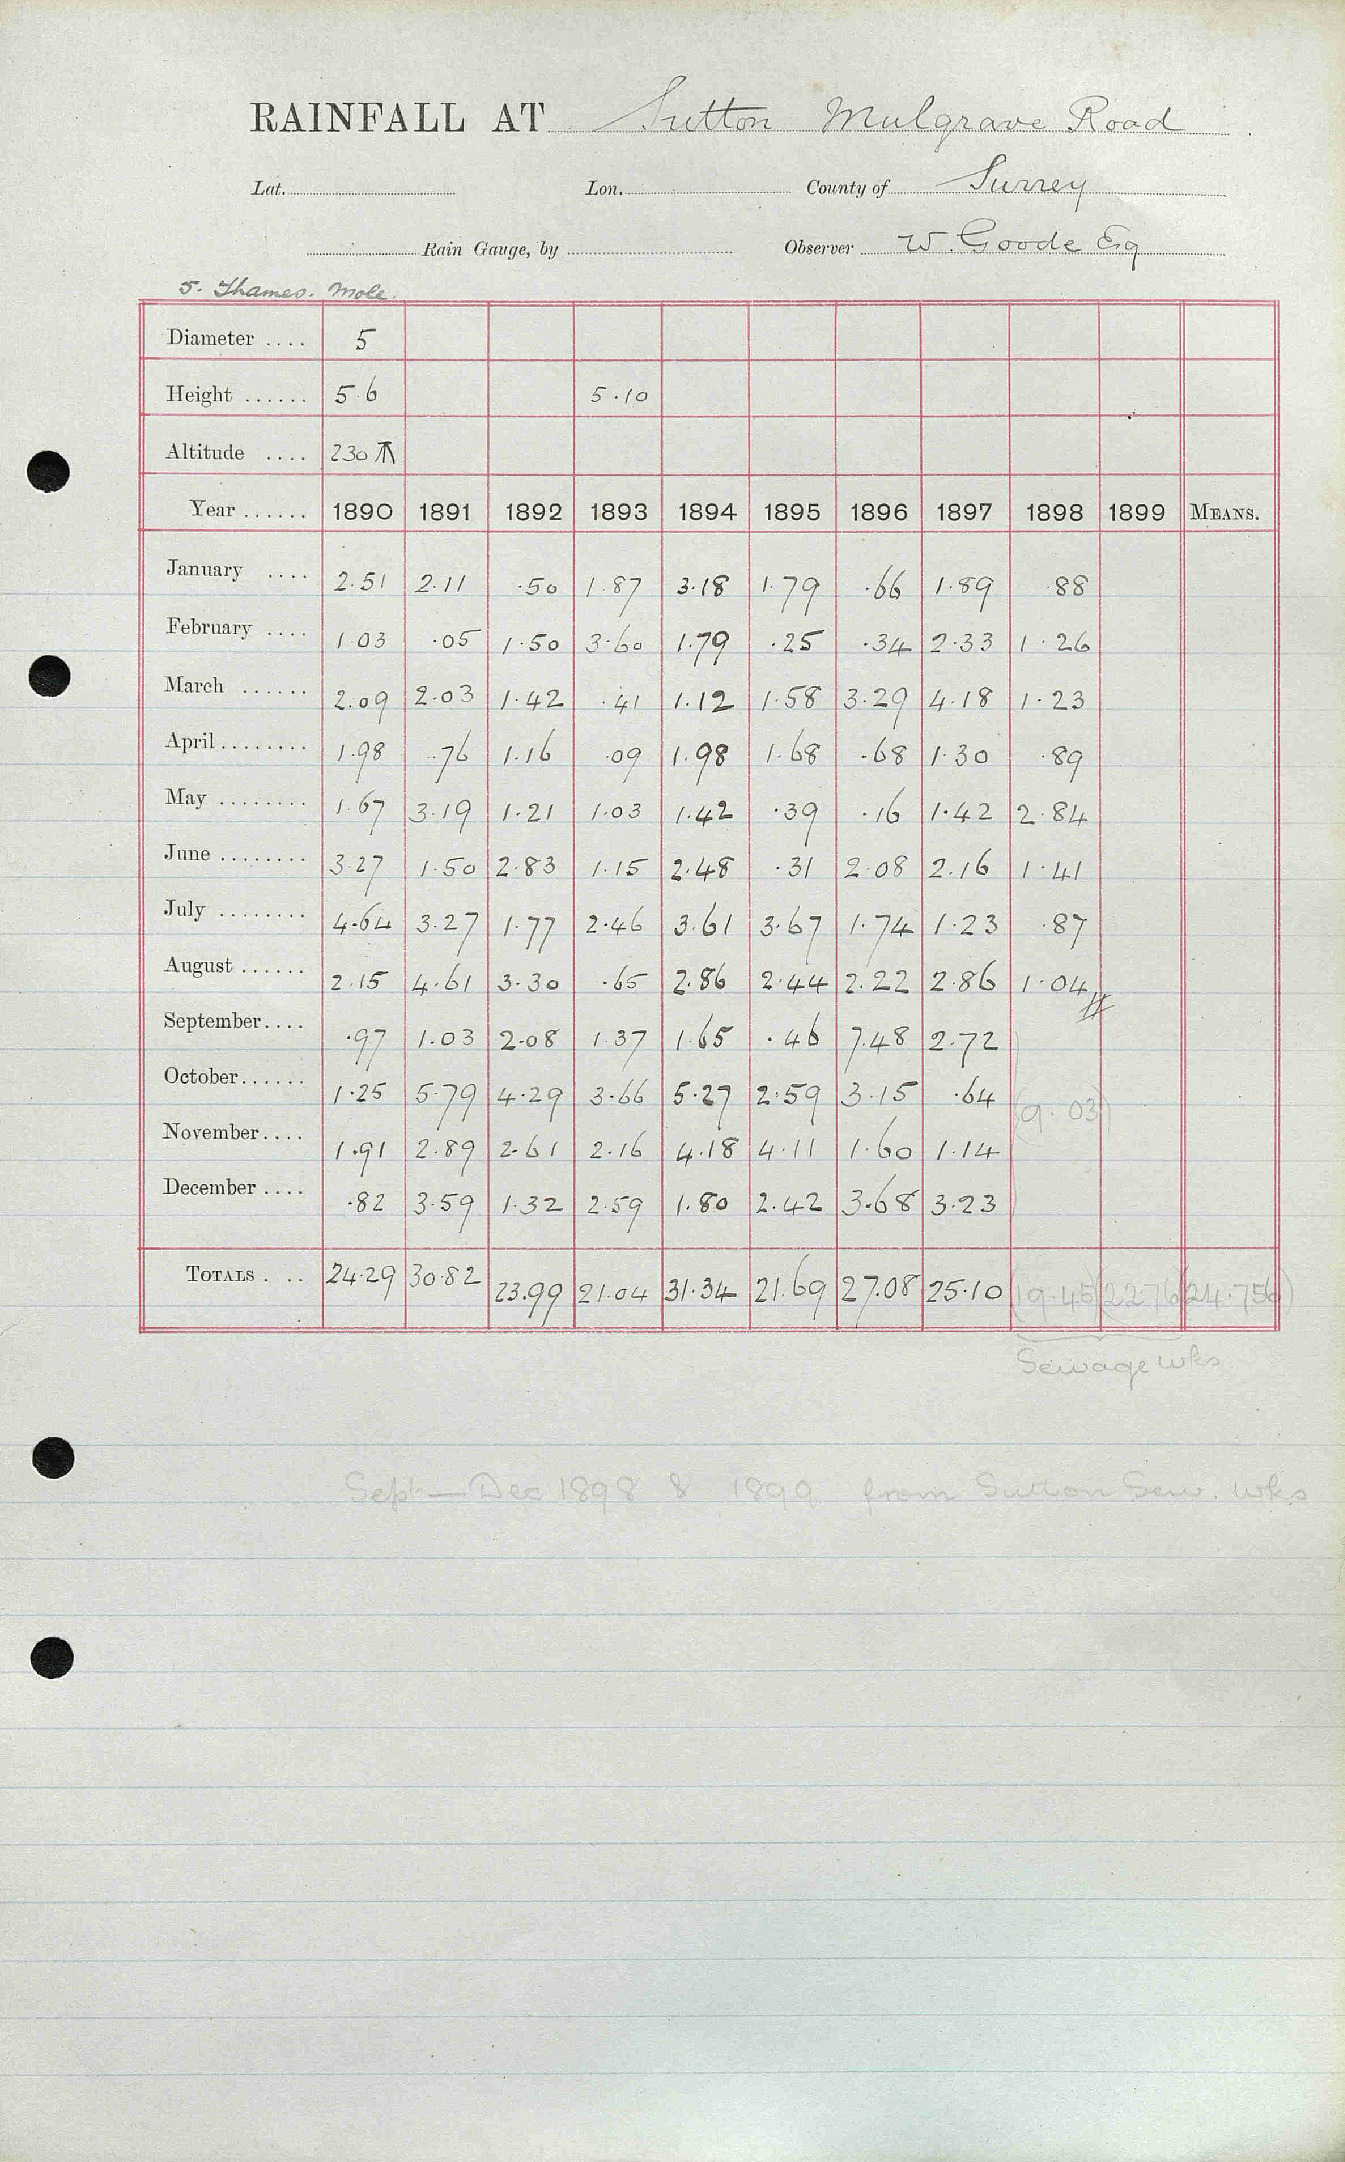 RAINFALL AT Sutton Mulgrave Road
Lat. Lon. County of Surrey
Rain Gauge, by Observer W. Goode Esq
5. Thames. Mole.
Diameter .... 5
Height ...... 5.6 5.10
Altitude .... 230
Year ...... 1890 1891 1892 1893 1894 1895 1896 1897 1898 1899 MEANS.
January .... 2.51 2.11 .50 1.87 3.18 1.79 .66 1.89 .88
February .... 1.03 .05 1.50 3.60 1.79 .25 .34 2.33 1.26
March ...... 2.09 2.03 1.42 .41 1.12 1.58 3.29 4.18 1.23
April ........ 1.98 .76 1.16 .09 1.98 1.68 .68 1.30 .89
May ........ 1.67 3.19 1.21 1.03 1.42 .39 .16 1.42 2.84
June ........ 3.27 1.50 2.83 1.15 2.48 .31 2.08 2.16 1.41
July ........ 4.64 3.27 1.77 2.46 3.61 3.67 1.74 1.23 .87
August ...... 2.15 4.61 3.30 .65 2.86 2.44 2.22 2.86 1.04
September.... .97 1.03 2.08 1.37 1.65 .46 7.48 2.72
October...... 1.25 5.79 4.29 3.66 5.27 2.59 3.15 .64 (9.03)
November.... 1.91 2.89 2.61 2.16 4.18 4.11 1.60 1.14
December .... .82 3.59 1.32 2.59 1.80 2.42 3.68 3.23
TOTALS . .. 24.29 30.82 23.99 21.04 31.34 21.69 27.08 25.10 (19.45) (22.76) (24.756)
Sewage wks
Sept — Dec 1898 & 1899 from Sutton Sew. wks